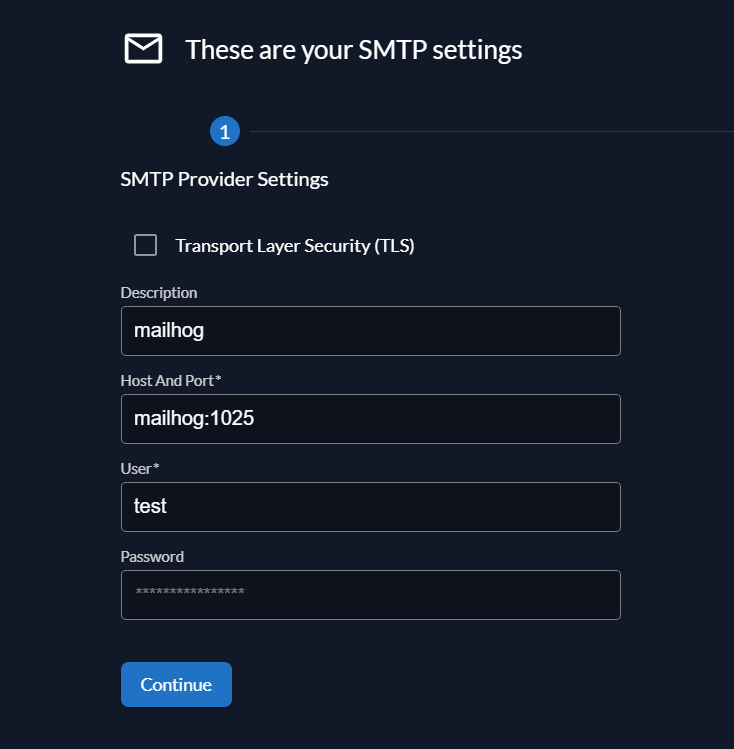 These are your SMTP settings
1
SMTP Provider Settings
Transport Layer Security (TLS)
Description
mailhog
Host And Port*
mailhog:1025
User*
test
Password
****************
Continue